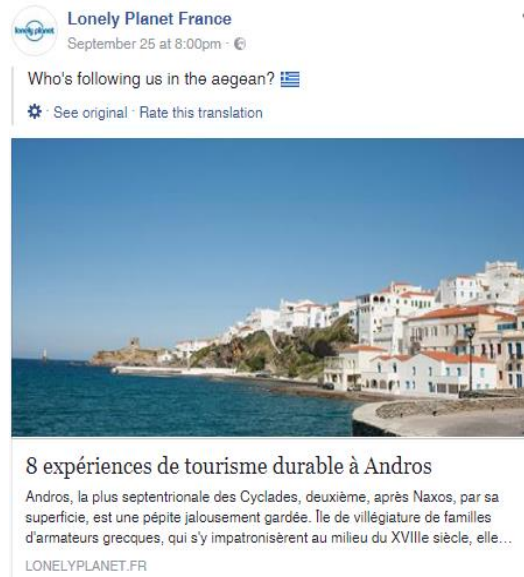 lonely planet
Lonely Planet France
September 25 at 8:00pm ·
Who's following us in the aegean?
· See original · Rate this translation
8 expériences de tourisme durable à Andros
Andros, la plus septentrionale des Cyclades, deuxième, après Naxos, par sa
superficie, est une pépite jalousement gardée. Île de villégiature de familles
d'armateurs grecques, qui s'y impatronisèrent au milieu du XVIIIe siècle, elle...
LONELYPLANET.FR